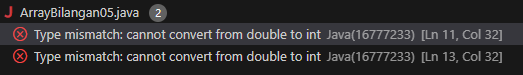 J ArrayBilangan05.java 2
Type mismatch: cannot convert from double to int Java(16777233) [Ln 11, Col 32]
Type mismatch: cannot convert from double to int Java(16777233) [Ln 13, Col 32]